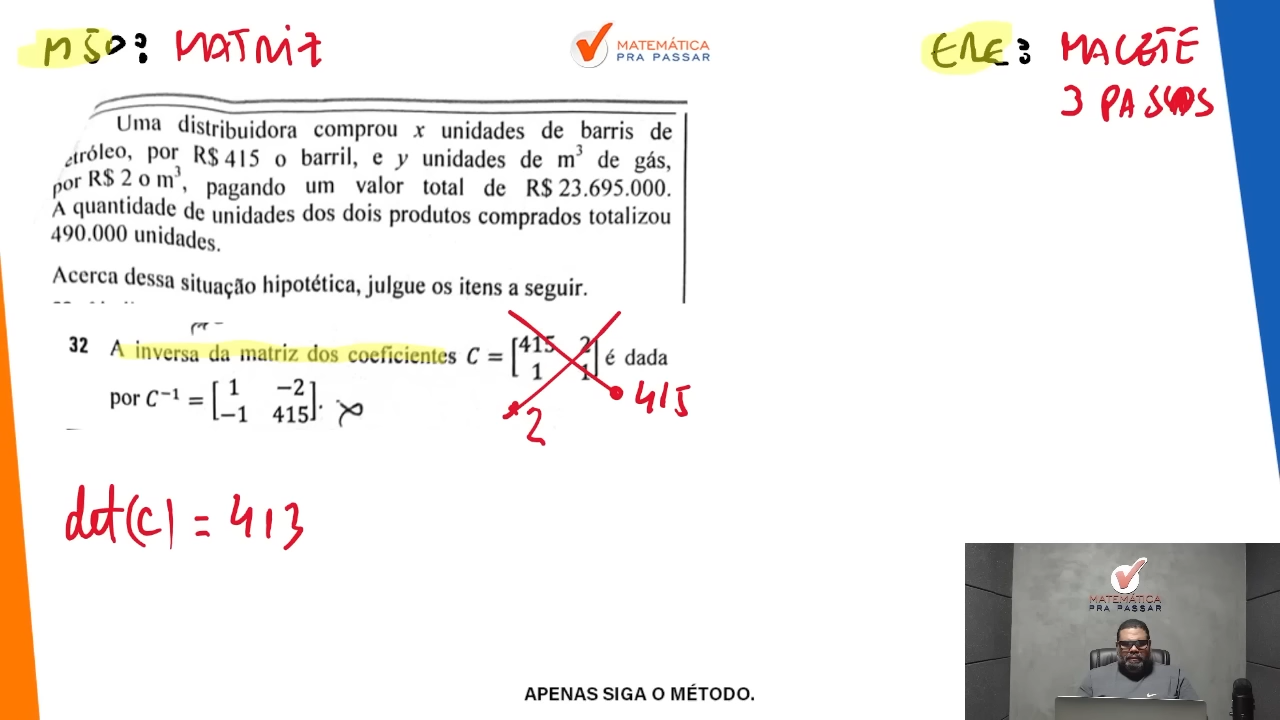 MÃO: MATRIZ
MATEMÁTICA
PRA PASSAR
MACETE
3 PASSOS
Uma distribuidora comprou x unidades de barris de
etróleo, por R$ 415 o barril, e y unidades de m³ de gás,
por R$ 2 o m³, pagando um valor total de R$ 23.695.000.
A quantidade de unidades dos dois produtos comprados totalizou
490.000 unidades.
Acerca dessa situação hipotética, julgue os itens a seguir.
32 A inversa da matriz dos coeficientes C = [415 2
1 1] é dada
por C⁻¹ = [1 −2
−1 415].
415
2
det(C) = 413
MATEMÁTICA
PRA PASSAR
APENAS SIGA O MÉTODO.